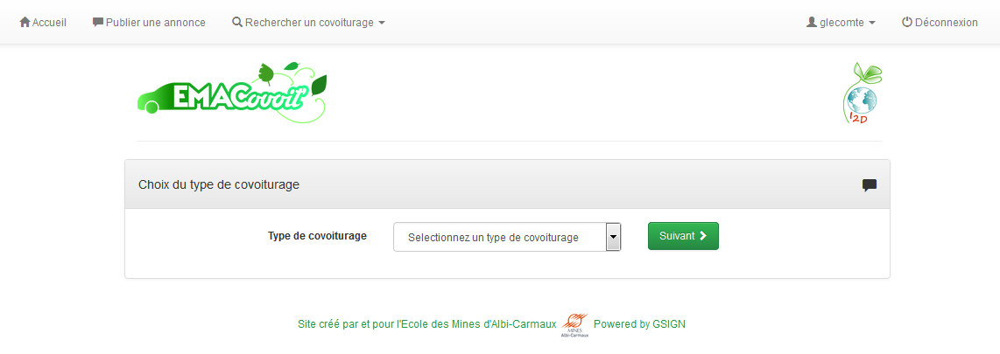 Accueil Publier une annonce Rechercher un covoiturage glecomte Déconnexion
EMACovoit'
I2D
Choix du type de covoiturage
Type de covoiturage Selectionnez un type de covoiturage Suivant
Site créé par et pour l'Ecole des Mines d'Albi-Carmaux MINES Albi-Carmaux Powered by GSIGN